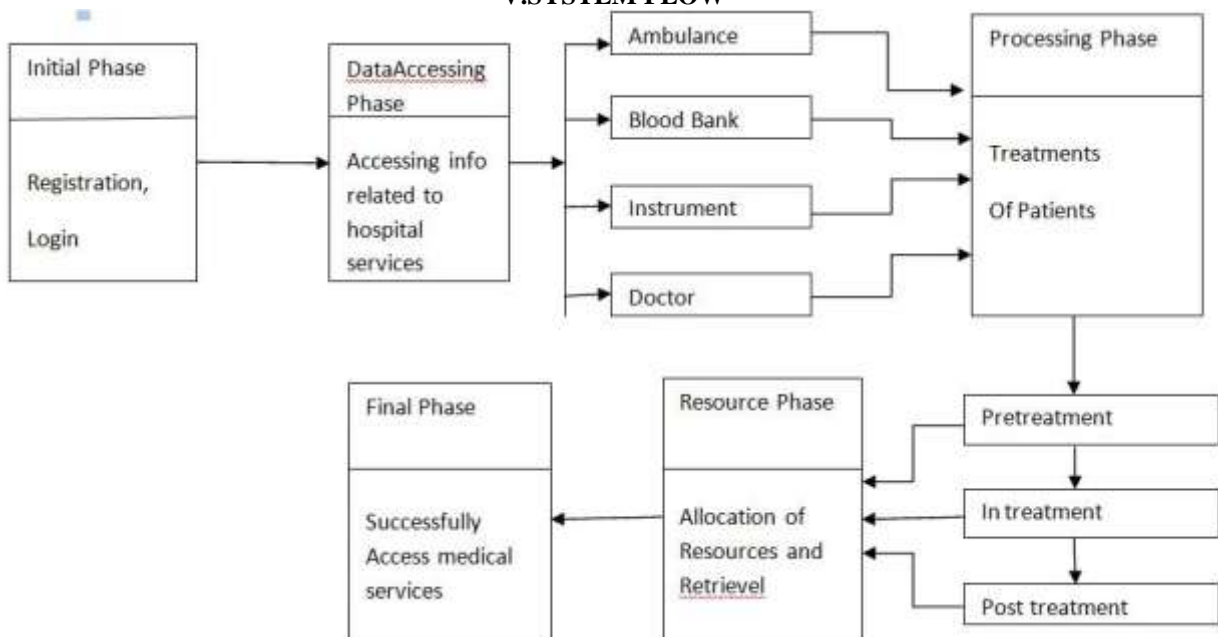 V.SYSTEM FLOW
Initial Phase
Registration,
Login
DataAccessing
Phase
Accessing info
related to
hospital
services
Ambulance
Blood Bank
Instrument
Doctor
Processing Phase
Treatments
Of Patients
Pretreatment
In treatment
Post treatment
Resource Phase
Allocation of
Resources and
Retrievel
Final Phase
Successfully
Access medical
services